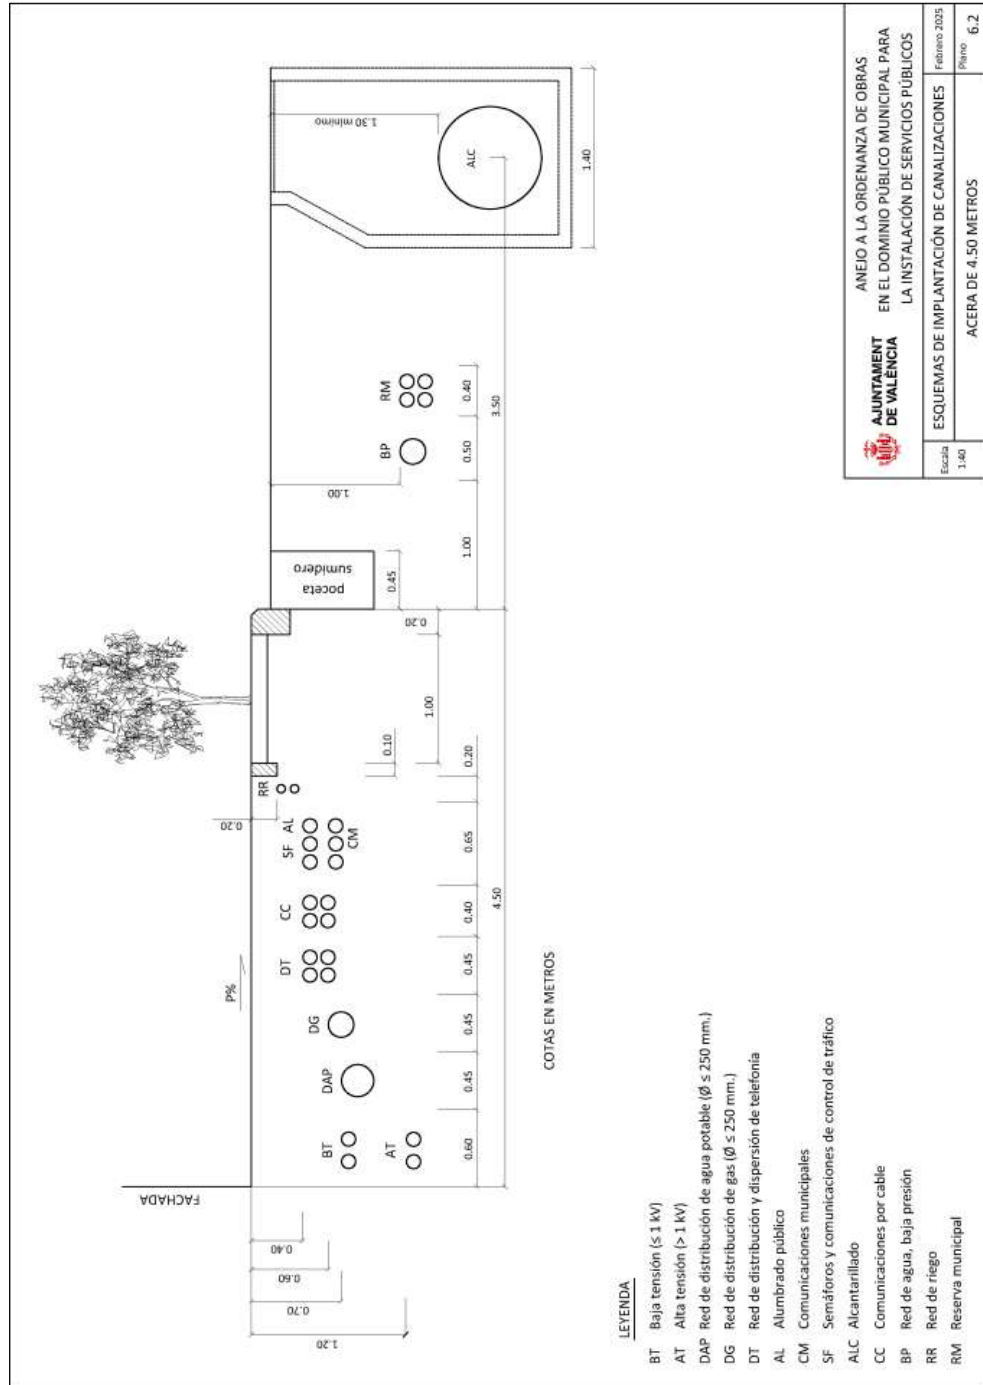 FACHADA
P%
0.40
0.60
0.70
1.20
BT
AT
DAP
DG
DT
CC
SF
AL
CM
RR
0.20
0.10
1.00
0.20
0.60
0.45
0.45
0.45
0.40
0.65
0.20
4.50
poceta
sumidero
0.45
1.00
BP
RM
1.00
0.50
0.40
3.50
1.30 mínimo
ALC
1.40
COTAS EN METROS
LEYENDA
BT Baja tensión (≤ 1 kV)
AT Alta tensión (> 1 kV)
DAP Red de distribución de agua potable (Ø ≤ 250 mm.)
DG Red de distribución de gas (Ø ≤ 250 mm.)
DT Red de distribución y dispersión de telefonía
AL Alumbrado público
CM Comunicaciones municipales
SF Semáforos y comunicaciones de control de tráfico
ALC Alcantarillado
CC Comunicaciones por cable
BP Red de agua, baja presión
RR Red de riego
RM Reserva municipal
AJUNTAMENT
DE VALÈNCIA
ANEJO A LA ORDENANZA DE OBRAS
EN EL DOMINIO PÚBLICO MUNICIPAL PARA
LA INSTALACIÓN DE SERVICIOS PÚBLICOS
Escala
1:40
ESQUEMAS DE IMPLANTACIÓN DE CANALIZACIONES
ACERA DE 4.50 METROS
Febrero 2025
Plano
6.2